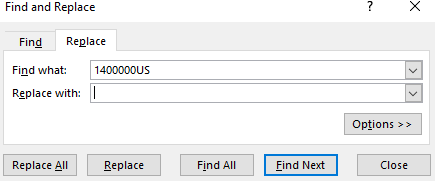 Find and Replace
Find Replace
Find what: 1400000US
Replace with:
Options >>
Replace All Replace Find All Find Next Close